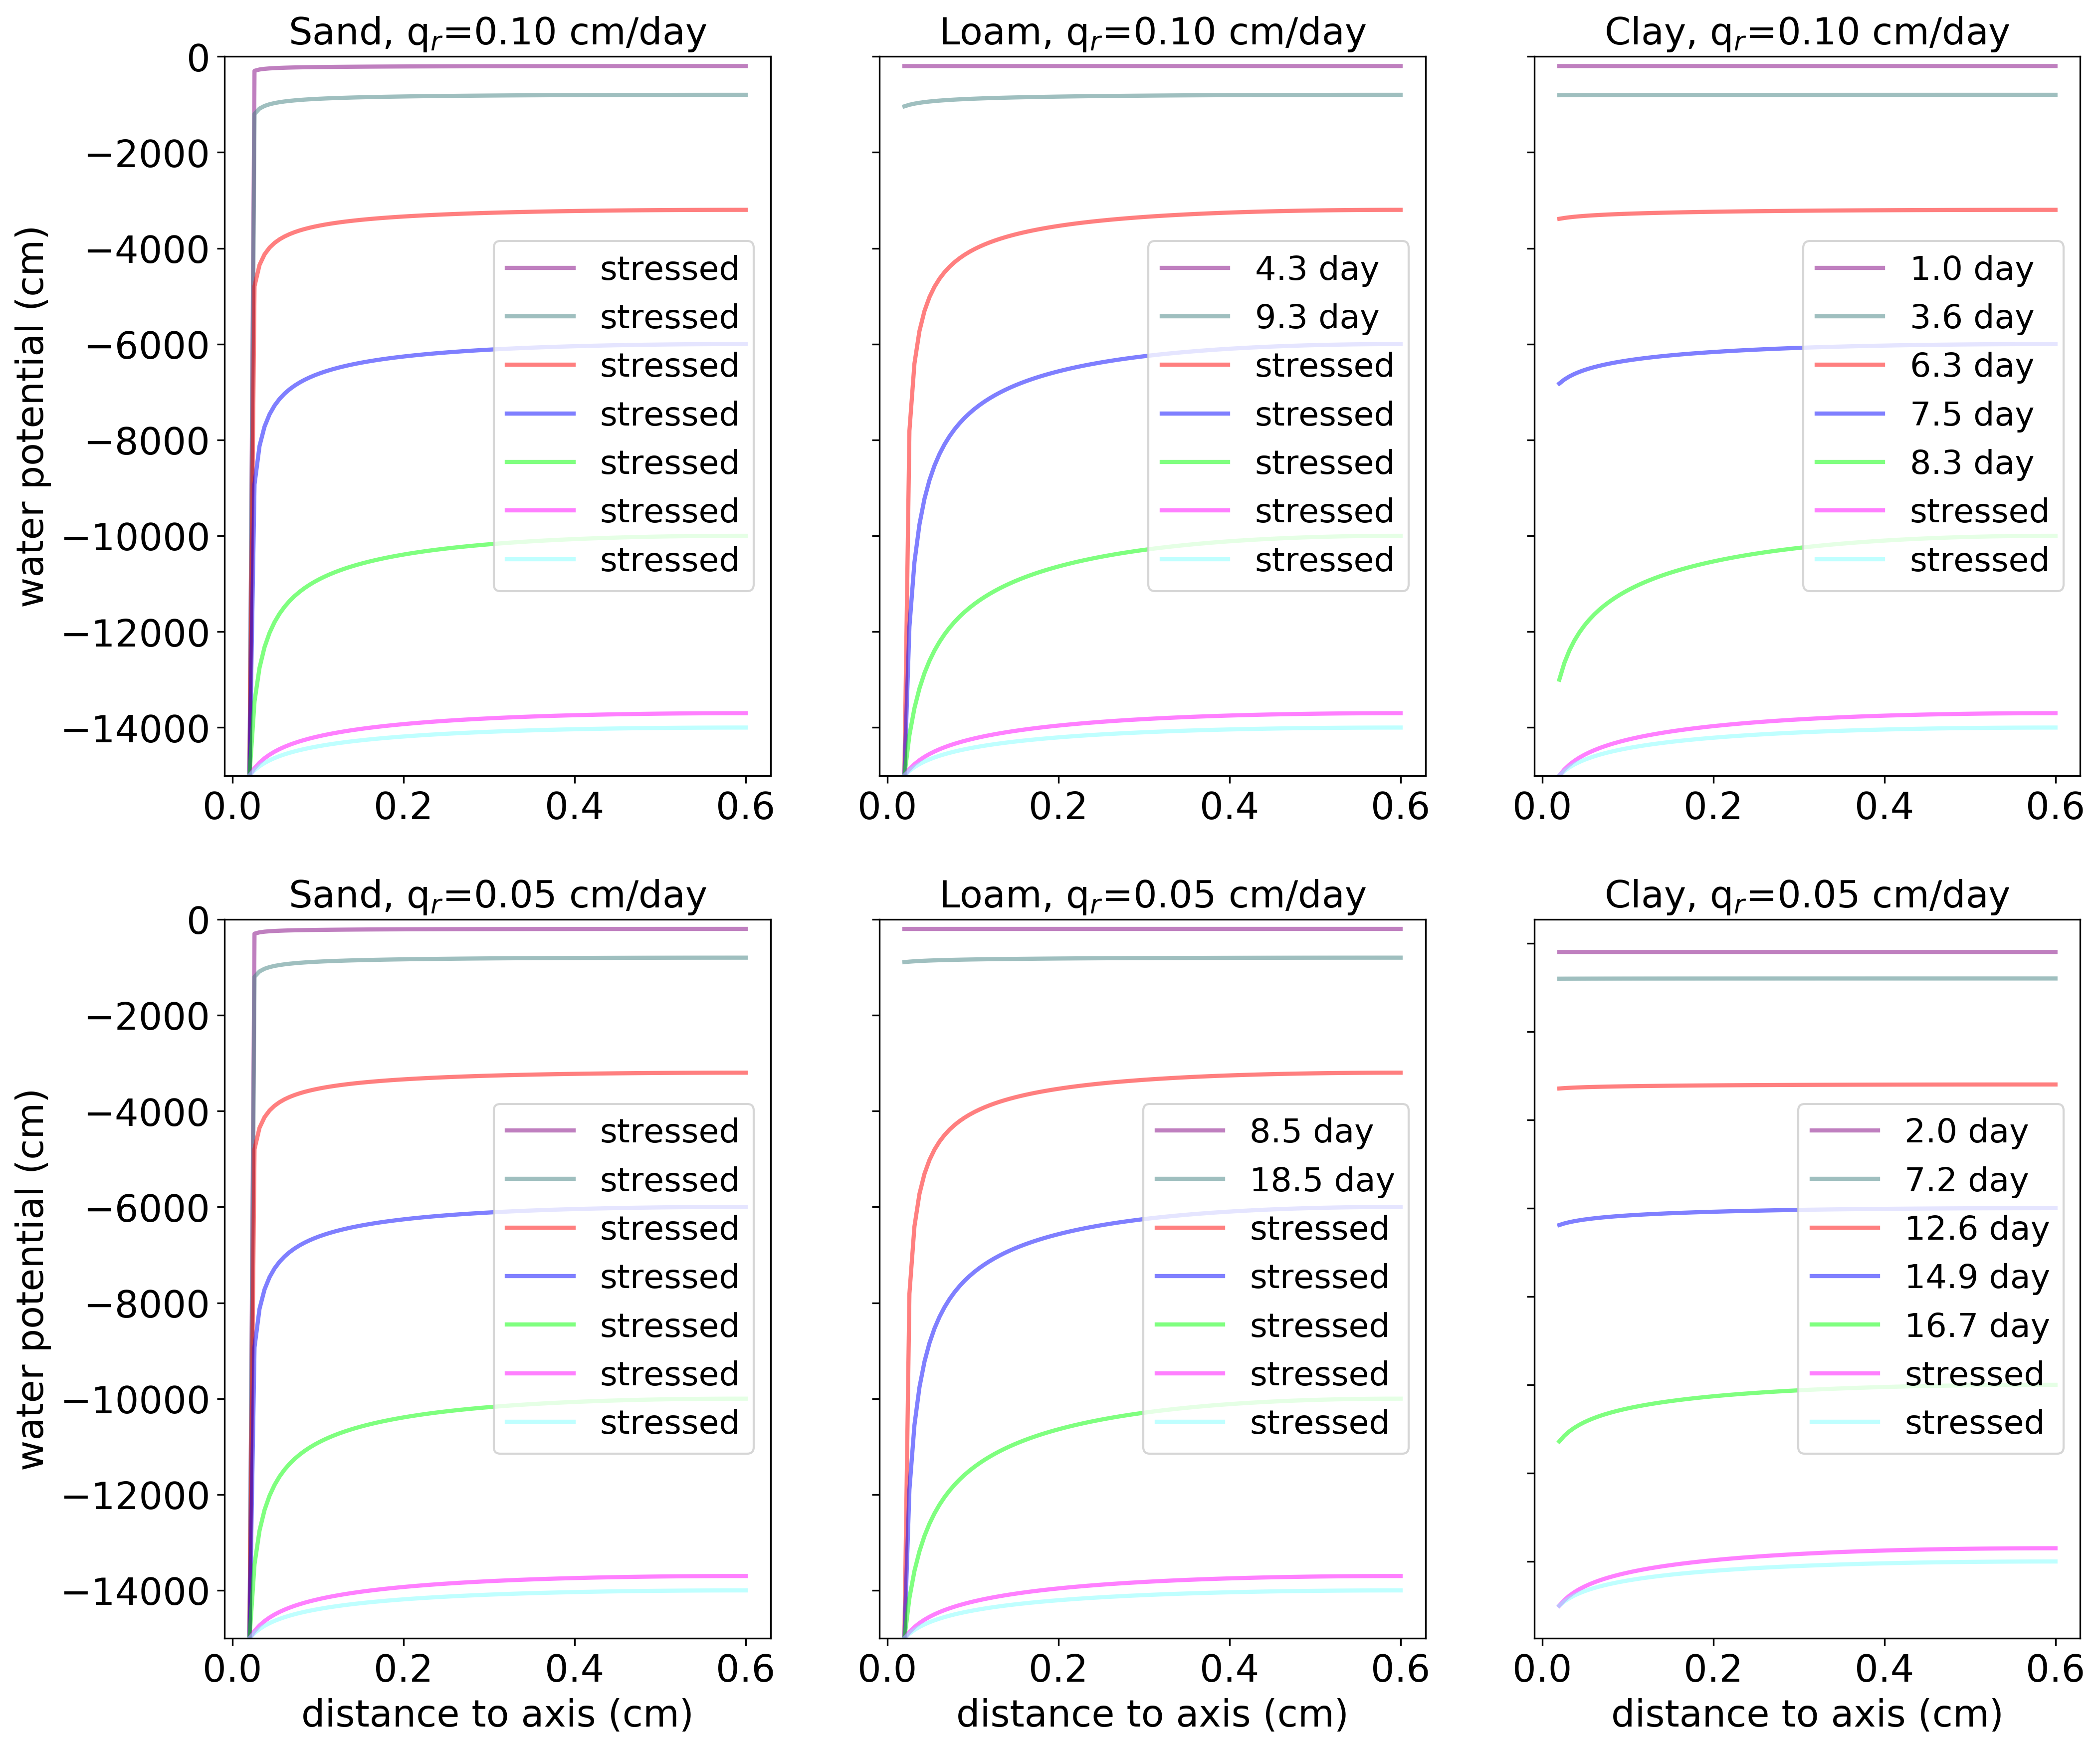 Sand, qr=0.10 cm/day
Loam, qr=0.10 cm/day
Clay, qr=0.10 cm/day
water potential (cm)
0
−2000
−4000
−6000
−8000
−10000
−12000
−14000
stressed
stressed
stressed
stressed
stressed
stressed
stressed
0.0 0.2 0.4 0.6
4.3 day
9.3 day
stressed
stressed
stressed
stressed
stressed
0.0 0.2 0.4 0.6
1.0 day
3.6 day
6.3 day
7.5 day
8.3 day
stressed
stressed
0.0 0.2 0.4 0.6
Sand, qr=0.05 cm/day
Loam, qr=0.05 cm/day
Clay, qr=0.05 cm/day
water potential (cm)
0
−2000
−4000
−6000
−8000
−10000
−12000
−14000
stressed
stressed
stressed
stressed
stressed
stressed
stressed
0.0 0.2 0.4 0.6
distance to axis (cm)
8.5 day
18.5 day
stressed
stressed
stressed
stressed
stressed
0.0 0.2 0.4 0.6
distance to axis (cm)
2.0 day
7.2 day
12.6 day
14.9 day
16.7 day
stressed
stressed
0.0 0.2 0.4 0.6
distance to axis (cm)